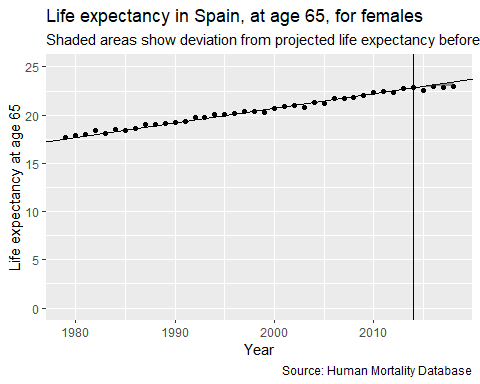 Life expectancy in Spain, at age 65, for females
Shaded areas show deviation from projected life expectancy before
25
20
15
10
5
0
Life expectancy at age 65
1980
1990
2000
2010
Year
Source: Human Mortality Database